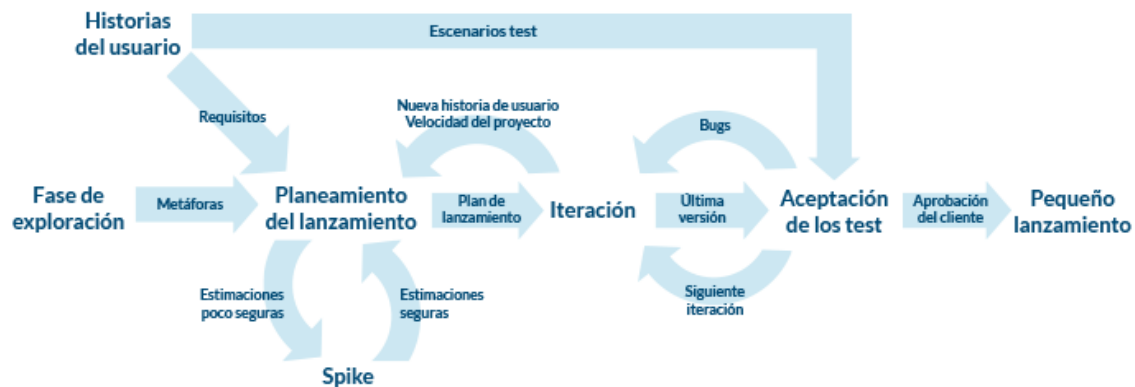 Historias
del usuario
Escenarios test
Requisitos
Nueva historia de usuario
Velocidad del proyecto
Bugs
Fase de
exploración
Metáforas
Planeamiento
del lanzamiento
Plan de
lanzamiento
Iteración
Última
versión
Aceptación
de los test
Aprobación
del cliente
Pequeño
lanzamiento
Estimaciones
poco seguras
Estimaciones
seguras
Siguiente
iteración
Spike